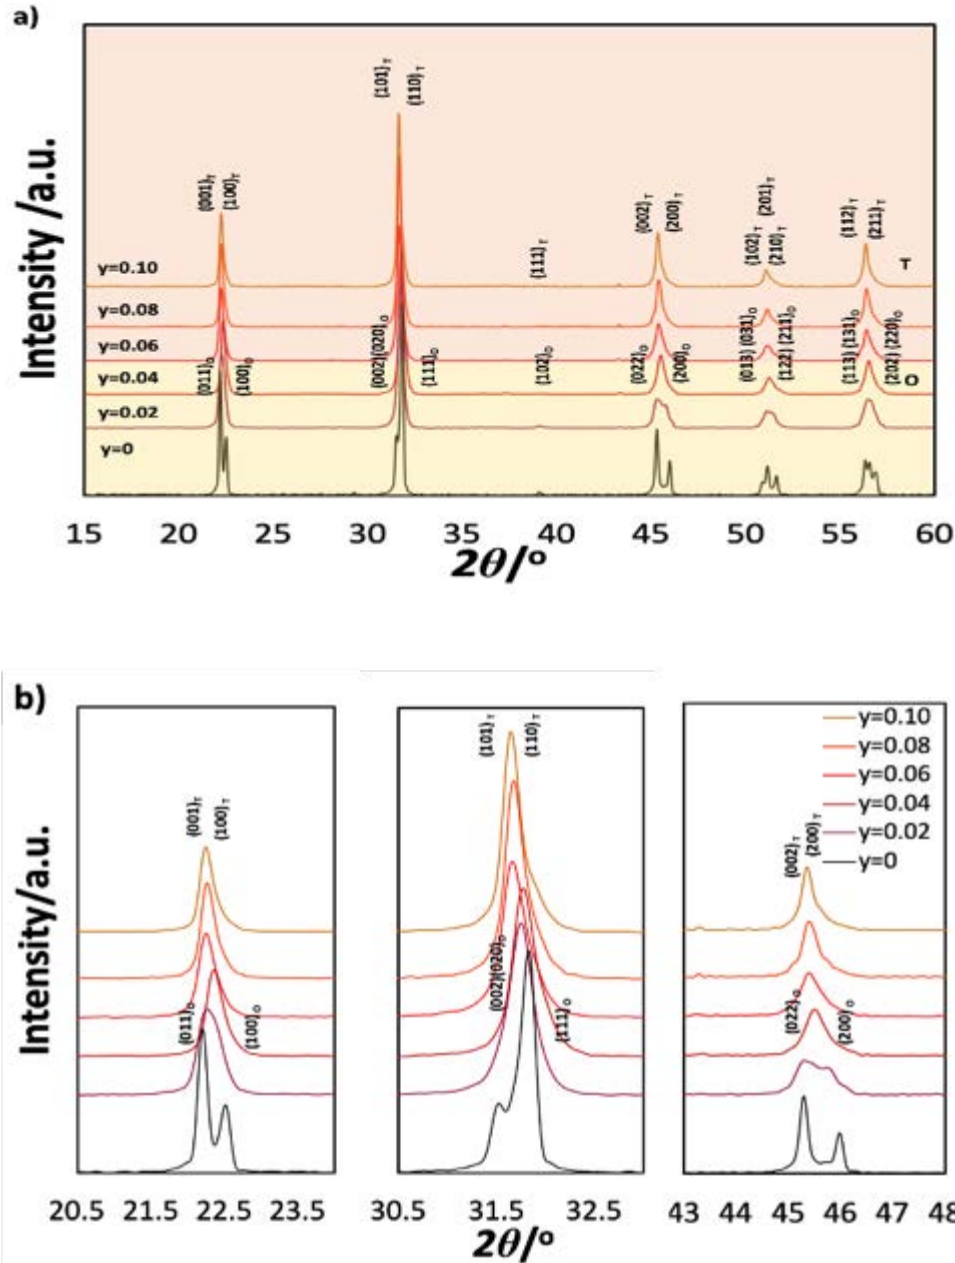 a)
(101)T (110)T
(001)T (100)T
(002)T (200)T
(201)T
(112)T (211)T
(102)T (210)T
(111)T
y=0.10
T
y=0.08
y=0.06
(011)O (100)O
(002)(020)O (111)O
(102)O
(022)O (200)O
(013) (031)O (122) (211)O
(113) (131)O (202) (220)O
y=0.04
O
y=0.02
y=0
Intensity /a.u.
15 20 25 30 35 40 45 50 55 60
2θ/o
b)
(001)T (100)T
(011)O (100)O
(101)T (110)T
(002)(020)O (111)O
(002)T (200)T
(022)O (200)O
y=0.10
y=0.08
y=0.06
y=0.04
y=0.02
y=0
Intensity/a.u.
20.5 21.5 22.5 23.5
30.5 31.5 32.5
43 44 45 46 47 48
2θ/o